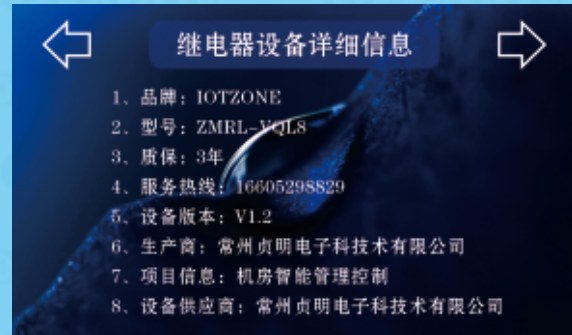 继电器设备详细信息
1、品牌：IOTZONE
2、型号：ZMRL-VQL8
3、质保：3年
4、服务热线：16605298829
5、设备版本：V1.2
6、生产商：常州贞明电子科技术有限公司
7、项目信息：机房智能管理控制
8、设备供应商：常州贞明电子科技术有限公司